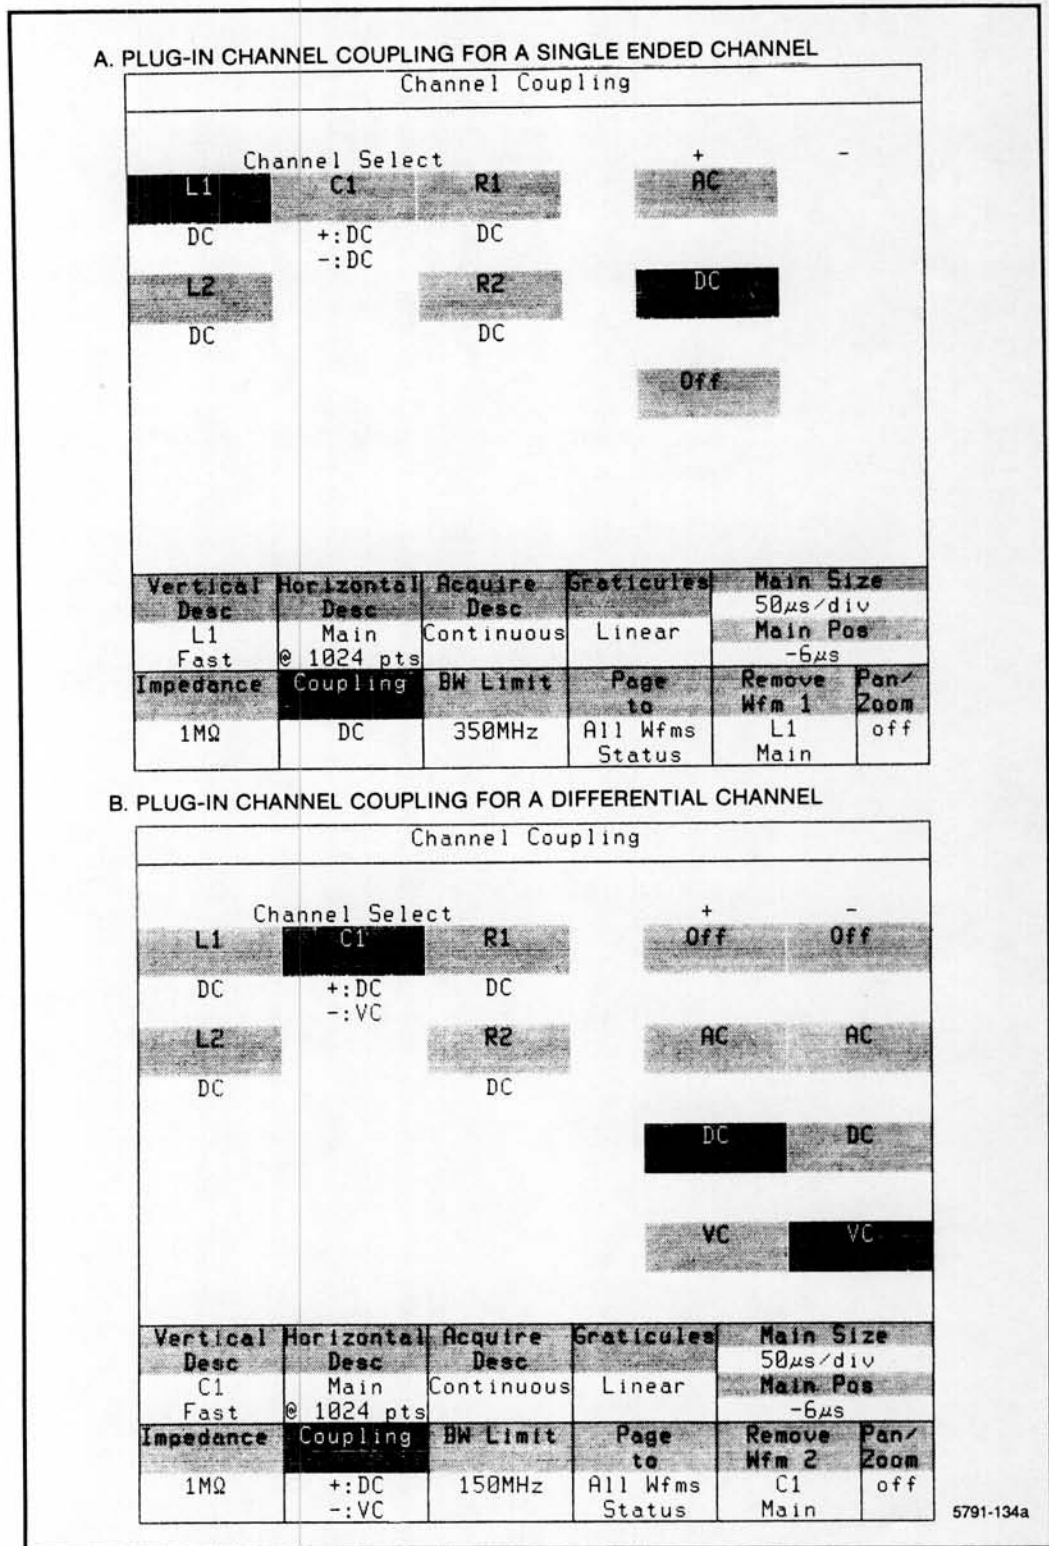 A. PLUG-IN CHANNEL COUPLING FOR A SINGLE ENDED CHANNEL
Channel Coupling
Channel Select + -
L1 C1 R1 AC
DC +:DC DC
-:DC
L2 R2 DC
DC DC
Off
Vertical Horizontal Acquire Graticules Main Size
Desc Desc Desc 50µs/div
L1 Main Continuous Linear Main Pos
Fast @ 1024 pts -6µs
Impedance Coupling BW Limit Page Remove Pan/
to Wfm 1 Zoom
1MΩ DC 350MHz All Wfms L1 off
Status Main
B. PLUG-IN CHANNEL COUPLING FOR A DIFFERENTIAL CHANNEL
Channel Coupling
Channel Select + -
L1 C1 R1 Off Off
DC +:DC DC
-:VC
L2 R2 AC AC
DC DC
DC DC
VC VC
Vertical Horizontal Acquire Graticules Main Size
Desc Desc Desc 50µs/div
C1 Main Continuous Linear Main Pos
Fast @ 1024 pts -6µs
Impedance Coupling BW Limit Page Remove Pan/
to Wfm 2 Zoom
1MΩ +:DC 150MHz All Wfms C1 off
-:VC Status Main
5791-134a